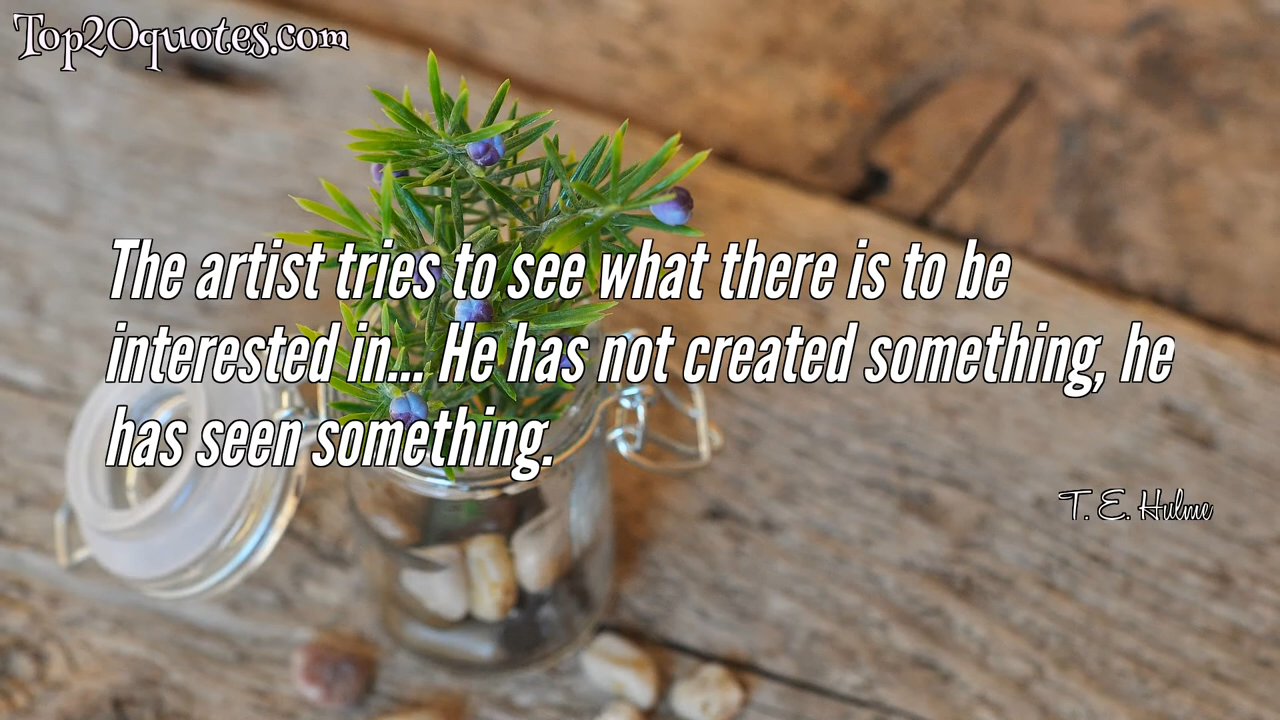 Top20quotes.com
The artist tries to see what there is to be
interested in... He has not created something, he
has seen something.
T. E. Hulme